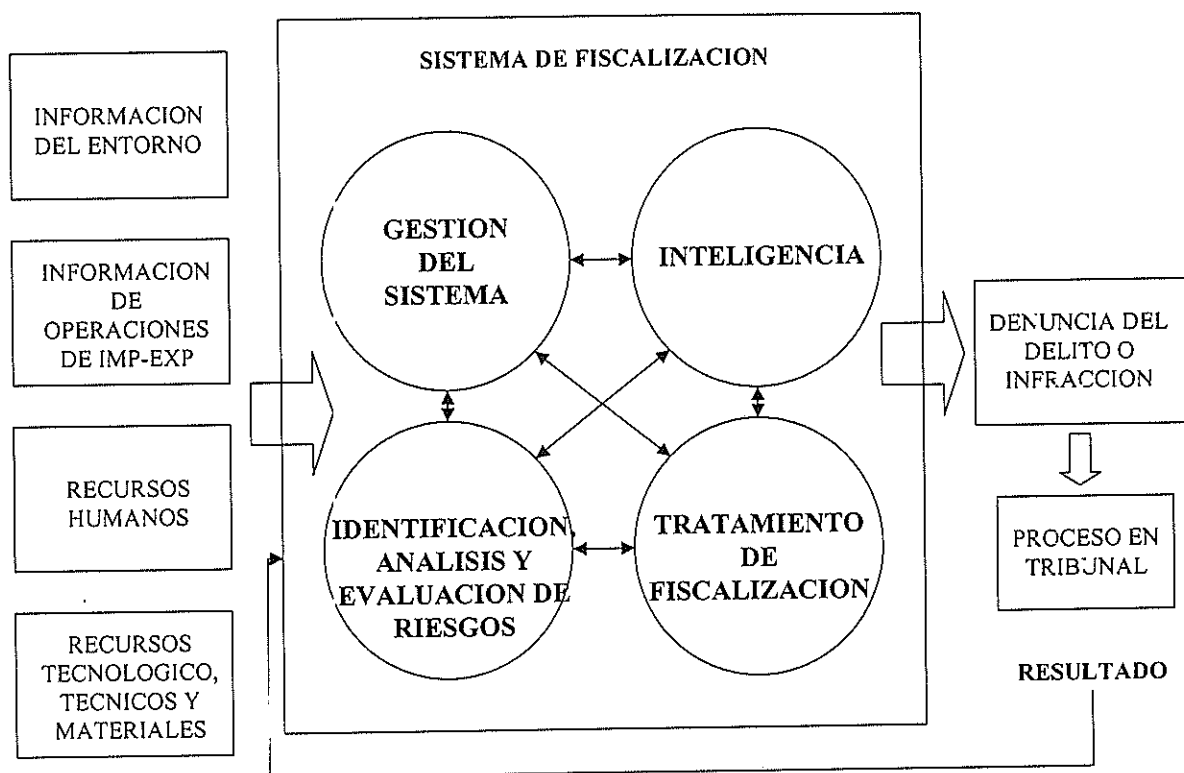 SISTEMA DE FISCALIZACION
INFORMACION
DEL ENTORNO
INFORMACION
DE
OPERACIONES
DE IMP-EXP
RECURSOS
HUMANOS
RECURSOS
TECNOLOGICO,
TECNICOS Y
MATERIALES
GESTION
DEL
SISTEMA
INTELIGENCIA
IDENTIFICACION,
ANALISIS Y
EVALUACION DE
RIESGOS
TRATAMIENTO
DE
FISCALIZACION
DENUNCIA DEL
DELITO O
INFRACCION
PROCESO EN
TRIBUNAL
RESULTADO